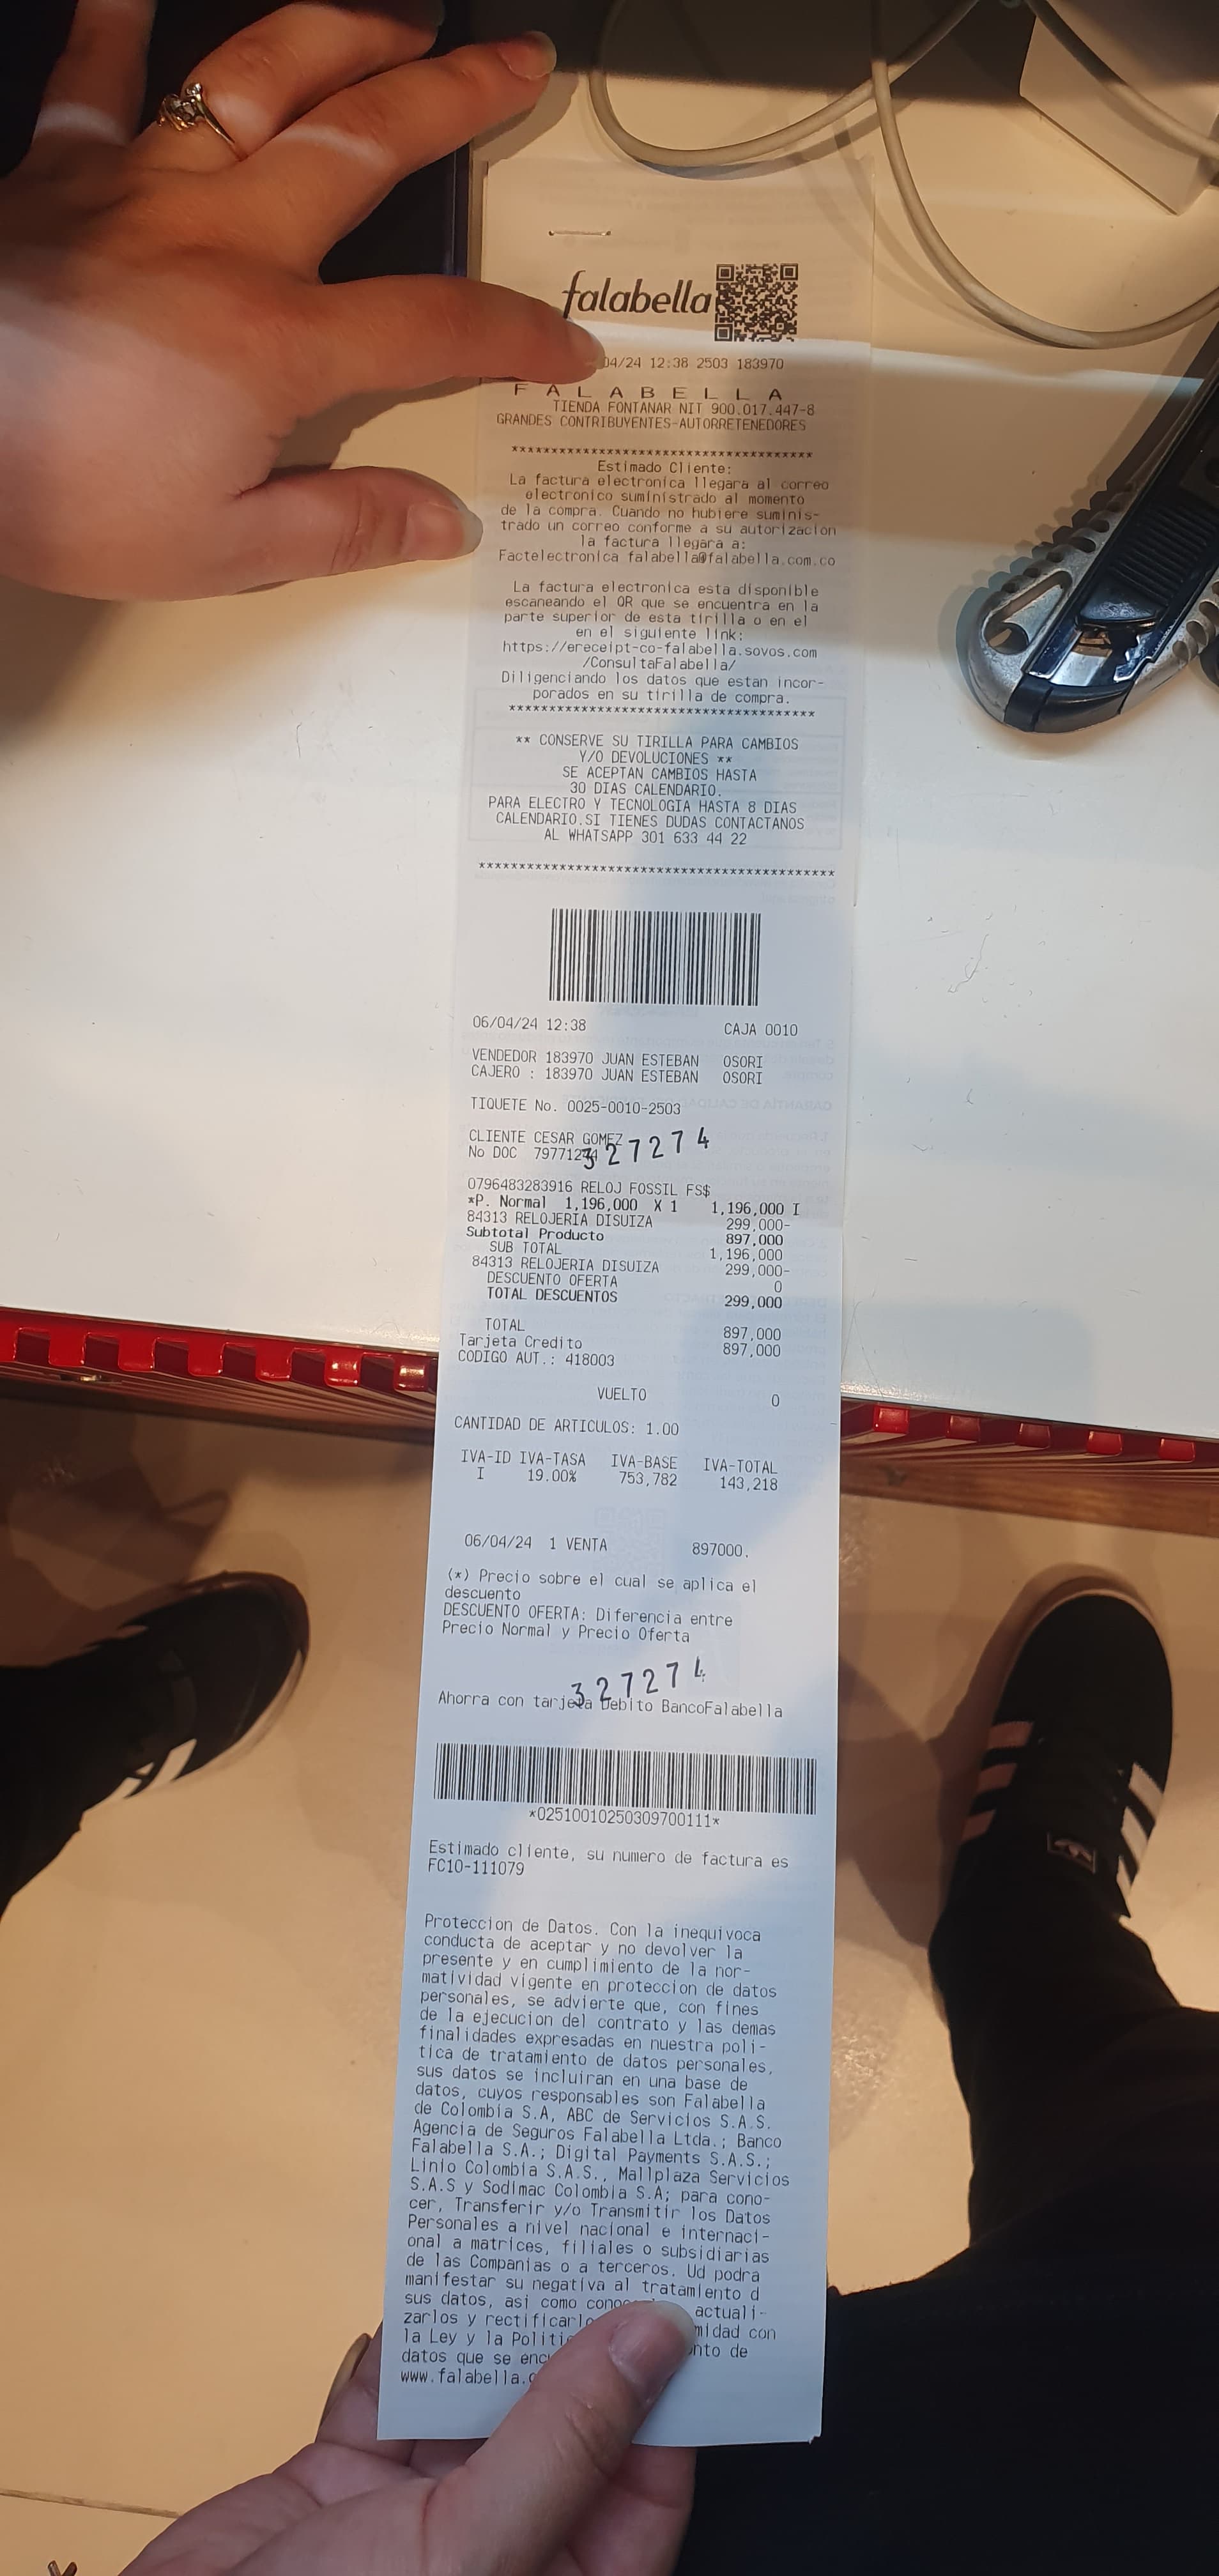 falabella
04/24 12:38 2503 183970
F A L A B E L L A
TIENDA FONTANAR NIT 900.017.447-8
GRANDES CONTRIBUYENTES-AUTORRETENEDORES
**************************************
Estimado Cliente:
La factura electronica llegara al correo
electronico suministrado al momento
de la compra. Cuando no hubiere suminis-
trado un correo conforme a su autorizacion
la factura llegara a:
Factelectronica falabella@falabella.com.co
La factura electronica esta disponible
escaneando el QR que se encuentra en la
parte superior de esta tirilla o en el
en el siguiente link:
https://ereceipt-co-falabella.sovos.com
/ConsultaFalabella/
Diligenciando los datos que estan incor-
porados en su tirilla de compra.
**************************************
** CONSERVE SU TIRILLA PARA CAMBIOS
Y/O DEVOLUCIONES **
SE ACEPTAN CAMBIOS HASTA
30 DIAS CALENDARIO.
PARA ELECTRO Y TECNOLOGIA HASTA 8 DIAS
CALENDARIO.SI TIENES DUDAS CONTACTANOS
AL WHATSAPP 301 633 44 22
********************************************
06/04/24 12:38 CAJA 0010
VENDEDOR 183970 JUAN ESTEBAN OSORI
CAJERO : 183970 JUAN ESTEBAN OSORI
TIQUETE No. 0025-0010-2503
CLIENTE CESAR GOMEZ
327274
No DOC
0796483283916 RELOJ FOSSIL FS$
*P. Normal 1,196,000 X 1 1,196,000 I
84313 RELOJERIA DISUIZA 299,000-
Subtotal Producto 897,000
SUB TOTAL 1,196,000
84313 RELOJERIA DISUIZA 299,000-
DESCUENTO OFERTA 0
TOTAL DESCUENTOS 299,000
TOTAL 897,000
Tarjeta Credito 897,000
CODIGO AUT.: 418003
VUELTO 0
CANTIDAD DE ARTICULOS: 1.00
IVA-ID IVA-TASA IVA-BASE IVA-TOTAL
I 19.00% 753,782 143,218
06/04/24 1 VENTA 897000.
(*) Precio sobre el cual se aplica el
descuento
DESCUENTO OFERTA: Diferencia entre
Precio Normal y Precio Oferta
327274
Ahorra con tarjeta Debito BancoFalabella
*02510010250309700111*
Estimado cliente, su numero de factura es
FC10-111079
Proteccion de Datos. Con la inequivoca
conducta de aceptar y no devolver la
presente y en cumplimiento de la nor-
matividad vigente en proteccion de datos
personales, se advierte que, con fines
de la ejecucion del contrato y las demas
finalidades expresadas en nuestra poli-
tica de tratamiento de datos personales,
sus datos se incluiran en una base de
datos, cuyos responsables son Falabella
de Colombia S.A, ABC de Servicios S.A.S.
Agencia de Seguros Falabella Ltda.; Banco
Falabella S.A.; Digital Payments S.A.S.;
Linio Colombia S.A.S., Mallplaza Servicios
S.A.S y Sodimac Colombia S.A; para cono-
cer, Transferir y/o Transmitir los Datos
Personales a nivel nacional e internaci-
onal a matrices, filiales o subsidiarias
de las Companias o a terceros. Ud podra
manifestar su negativa al tratamiento d
sus datos, asi como actuali-
zarlos y con
la Ley y la de
datos que se
www.falabella.